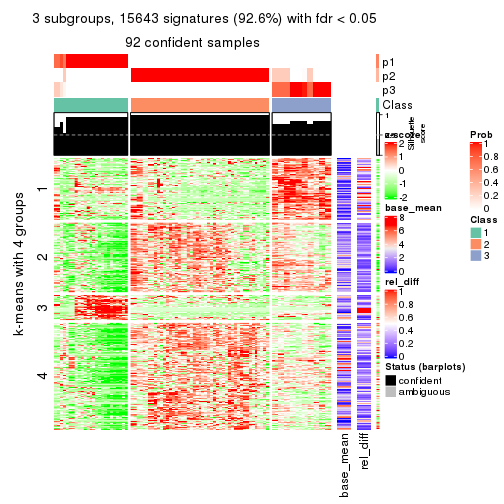 3 subgroups, 15643 signatures (92.6%) with fdr < 0.05
92 confident samples
p1
p2
p3
Class
1
Silhouette
score
k-means with 4 groups
1
2
3
4
z-score
2
1
0
-1
-2
base_mean
8
6
4
2
0
rel_diff
1
0.8
0.6
0.4
0.2
0
Status (barplots)
confident
ambiguous
Prob
1
0.8
0.6
0.4
0.2
0
Class
1
2
3
base_mean
rel_diff